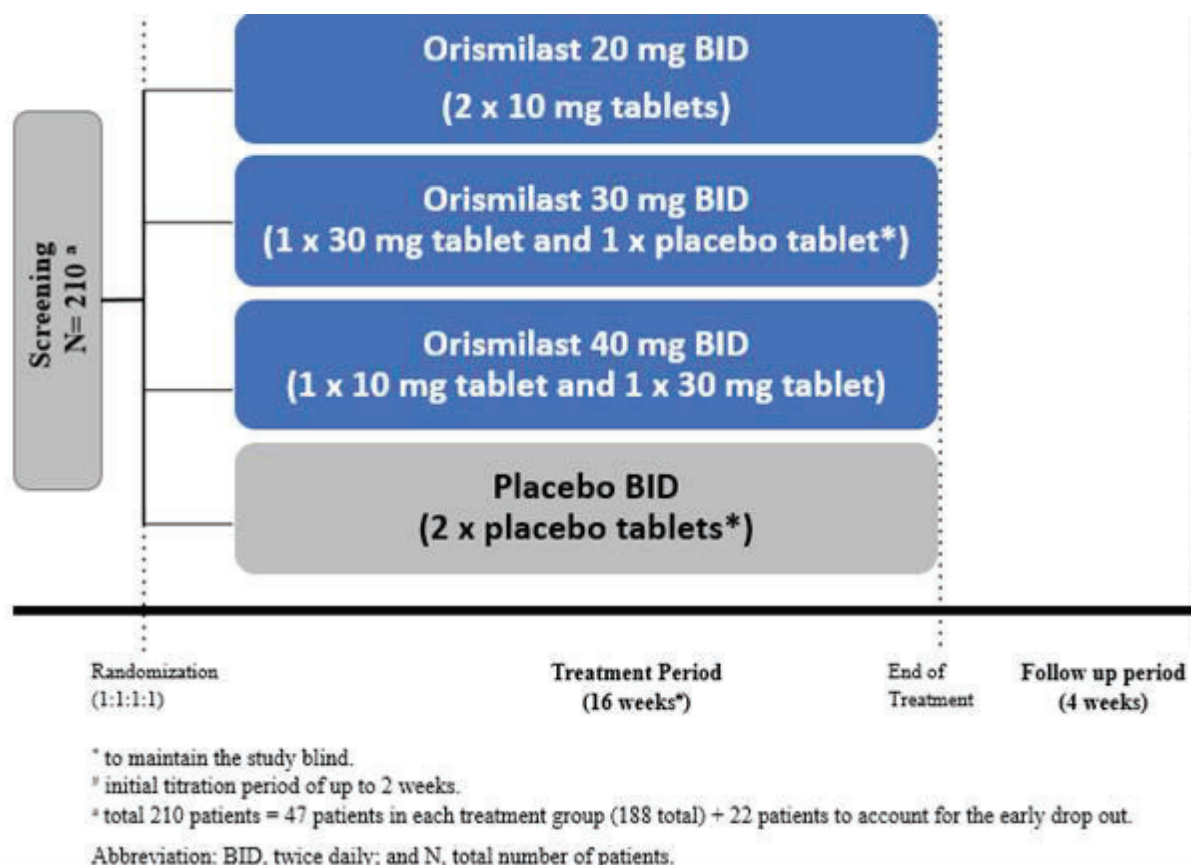 Orismilast 20 mg BID
(2 x 10 mg tablets)
Screening
N= 210 ª
Orismilast 30 mg BID
(1 x 30 mg tablet and 1 x placebo tablet*)
Orismilast 40 mg BID
(1 x 10 mg tablet and 1 x 30 mg tablet)
Placebo BID
(2 x placebo tablets*)
Randomization
(1:1:1:1)
Treatment Period
(16 weeks#)
End of
Treatment
Follow up period
(4 weeks)
* to maintain the study blind.
# initial titration period of up to 2 weeks.
ª total 210 patients = 47 patients in each treatment group (188 total) + 22 patients to account for the early drop out.
Abbreviation: BID, twice daily; and N, total number of patients.